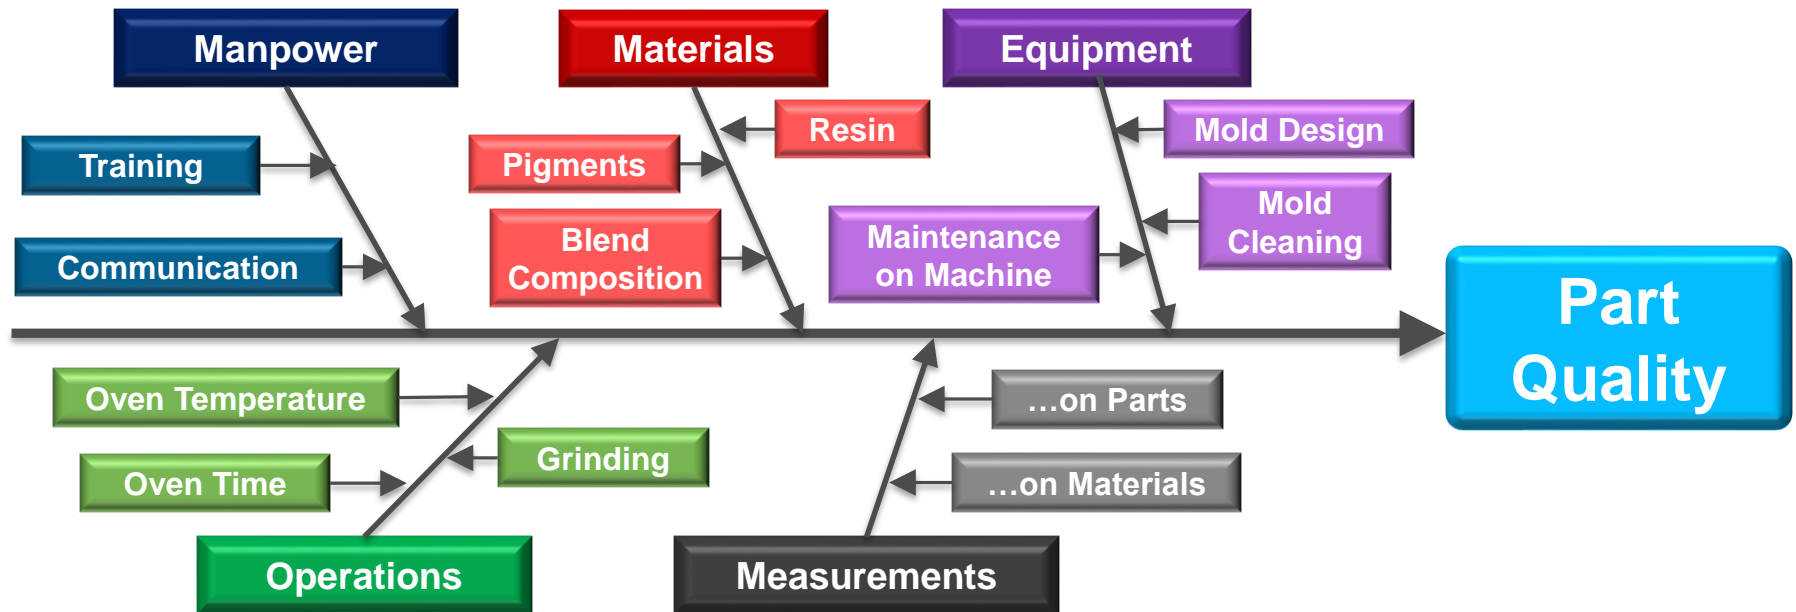 Manpower
Materials
Equipment
Resin
Mold Design
Training
Pigments
Mold
Cleaning
Communication
Blend
Composition
Maintenance
on Machine
Part
Quality
Oven Temperature
…on Parts
Oven Time
Grinding
…on Materials
Operations
Measurements